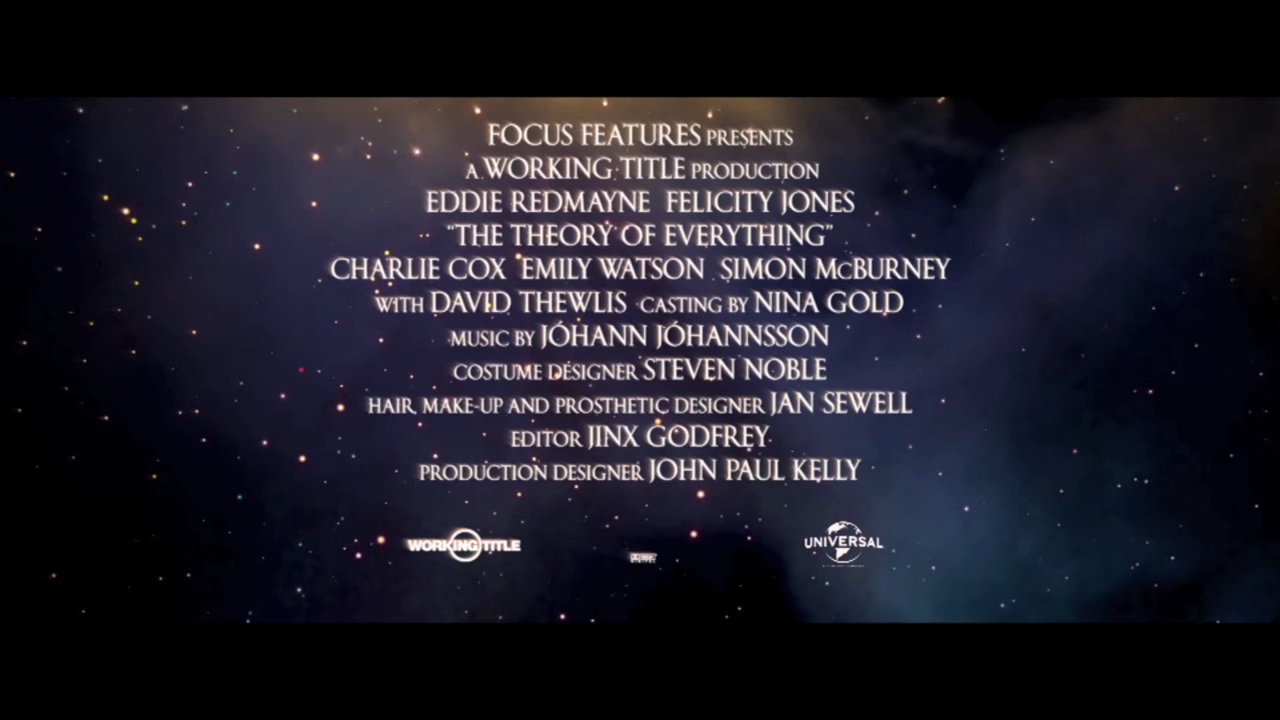 FOCUS FEATURES PRESENTS
A WORKING TITLE PRODUCTION
EDDIE REDMAYNE FELICITY JONES
“THE THEORY OF EVERYTHING”
CHARLIE COX EMILY WATSON SIMON McBURNEY
WITH DAVID THEWLIS CASTING BY NINA GOLD
MUSIC BY JÓHANN JÓHANNSSON
COSTUME DESIGNER STEVEN NOBLE
HAIR, MAKE-UP AND PROSTHETIC DESIGNER JAN SEWELL
EDITOR JINX GODFREY
PRODUCTION DESIGNER JOHN PAUL KELLY
WORKING TITLE UNIVERSAL